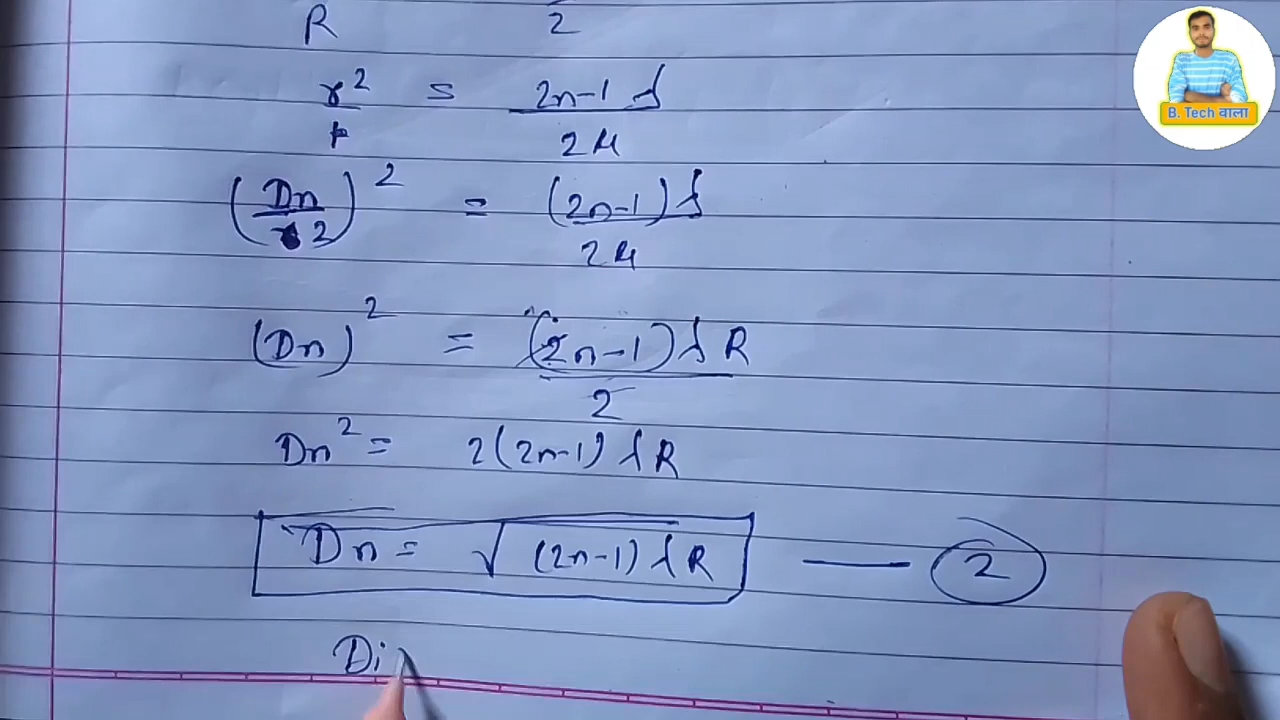 B. Tech वाला
R 2
r² = 2n-1 λ
R 2μ
(Dn/r2)² = (2n-1)λ
2μ
(Dn)² = (2n-1)λR
2
Dn² = 2(2n-1)λR
Dn = √(2n-1)λR — 2
Di